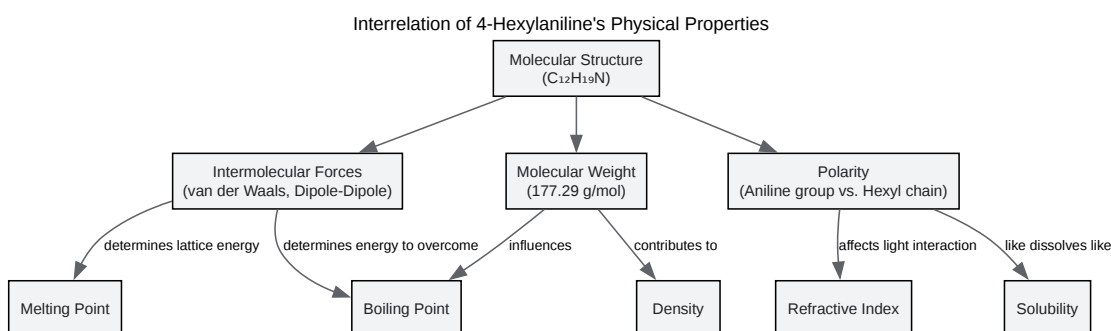 Interrelation of 4-Hexylaniline's Physical Properties
Molecular Structure
(C₁₂H₁₉N)
Intermolecular Forces
(van der Waals, Dipole-Dipole)
Molecular Weight
(177.29 g/mol)
Polarity
(Aniline group vs. Hexyl chain)
determines lattice energy
determines energy to overcome
influences
contributes to
affects light interaction
like dissolves like
Melting Point
Boiling Point
Density
Refractive Index
Solubility